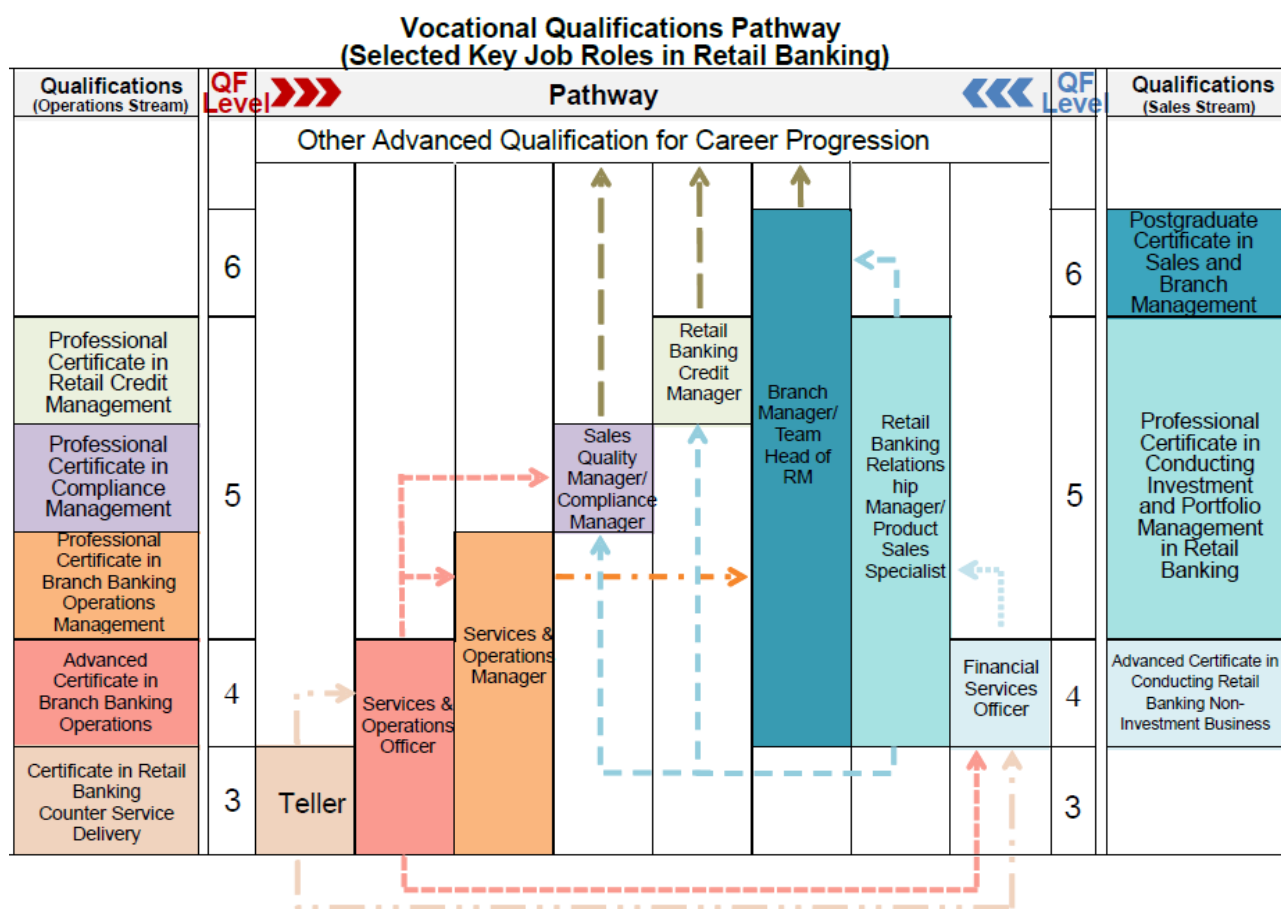 Vocational Qualifications Pathway
(Selected Key Job Roles in Retail Banking)
Qualifications
(Operations Stream)
QF
Level
Pathway
QF
Level
Qualifications
(Sales Stream)
Other Advanced Qualification for Career Progression
6
6
Postgraduate
Certificate in
Sales and
Branch
Management
Professional
Certificate in
Retail Credit
Management
Professional
Certificate in
Compliance
Management
Professional
Certificate in
Branch Banking
Operations
Management
5
Sales
Quality
Manager/
Compliance
Manager
Retail
Banking
Credit
Manager
Branch
Manager/
Team
Head of
RM
Retail
Banking
Relations
hip
Manager/
Product
Sales
Specialist
5
Professional
Certificate in
Conducting
Investment
and Portfolio
Management
in Retail
Banking
Advanced
Certificate in
Branch Banking
Operations
4
Services &
Operations
Officer
Services &
Operations
Manager
Financial
Services
Officer
4
Advanced Certificate in
Conducting Retail
Banking Non-
Investment Business
Certificate in Retail
Banking
Counter Service
Delivery
3
Teller
3